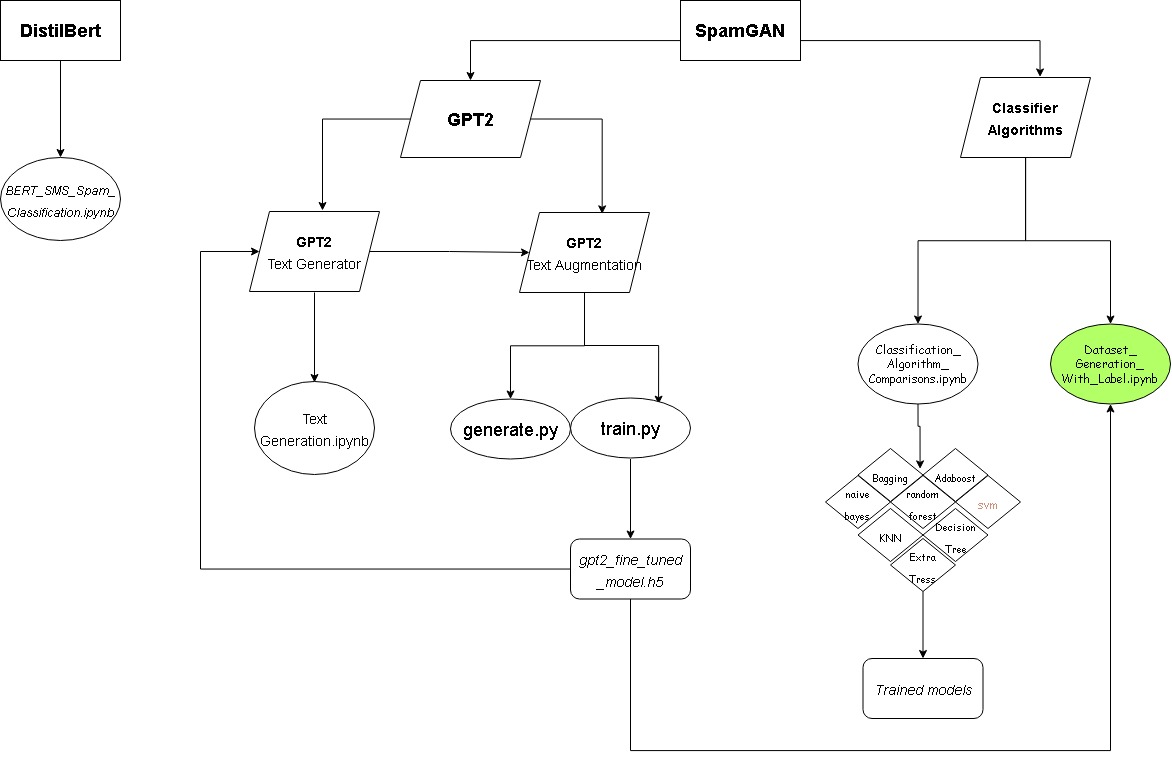 DistilBert
SpamGAN
GPT2
Classifier
Algorithms
BERT_SMS_Spam_
Classification.ipynb
GPT2
Text Generator
GPT2
Text Augmentation
Classification_
Algorithm_
Comparisons.ipynb
Dataset_
Generation_
With_Label.ipynb
Text
Generation.ipynb
generate.py
train.py
Bagging
Adaboost
naive
bayes
random
forest
svm
KNN
Decision
Tree
Extra
Tress
gpt2_fine_tuned
_model.h5
Trained models